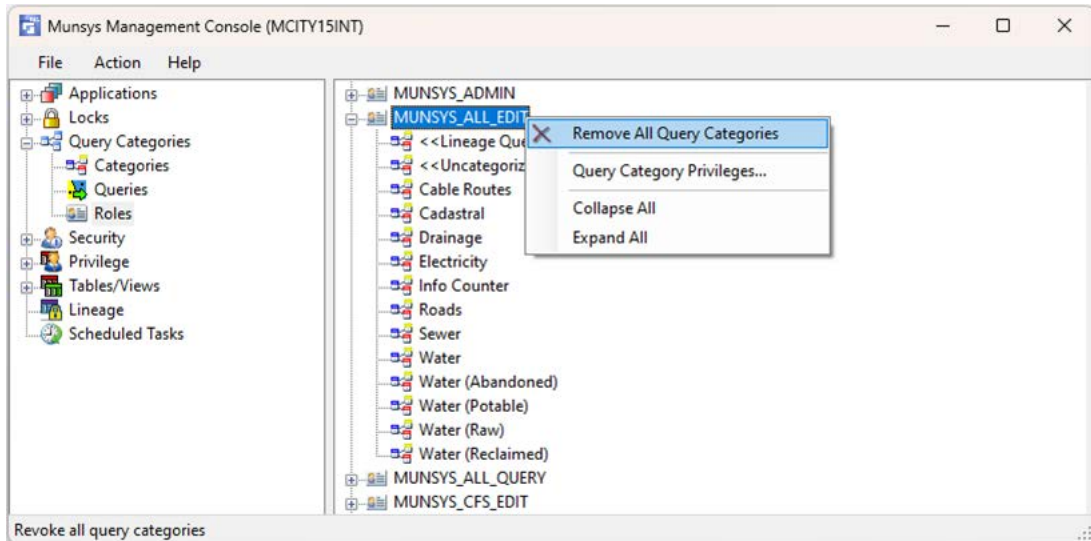 Munsys Management Console (MCITY15INT)
File Action Help
Applications
Locks
Query Categories
Categories
Queries
Roles
Security
Privilege
Tables/Views
Lineage
Scheduled Tasks
MUNSYS_ADMIN
MUNSYS_ALL_EDIT
<<Lineage Que
<<Uncategoriz
Cable Routes
Cadastral
Drainage
Electricity
Info Counter
Roads
Sewer
Water
Water (Abandoned)
Water (Potable)
Water (Raw)
Water (Reclaimed)
MUNSYS_ALL_QUERY
MUNSYS_CFS_EDIT
Remove All Query Categories
Query Category Privileges...
Collapse All
Expand All
Revoke all query categories